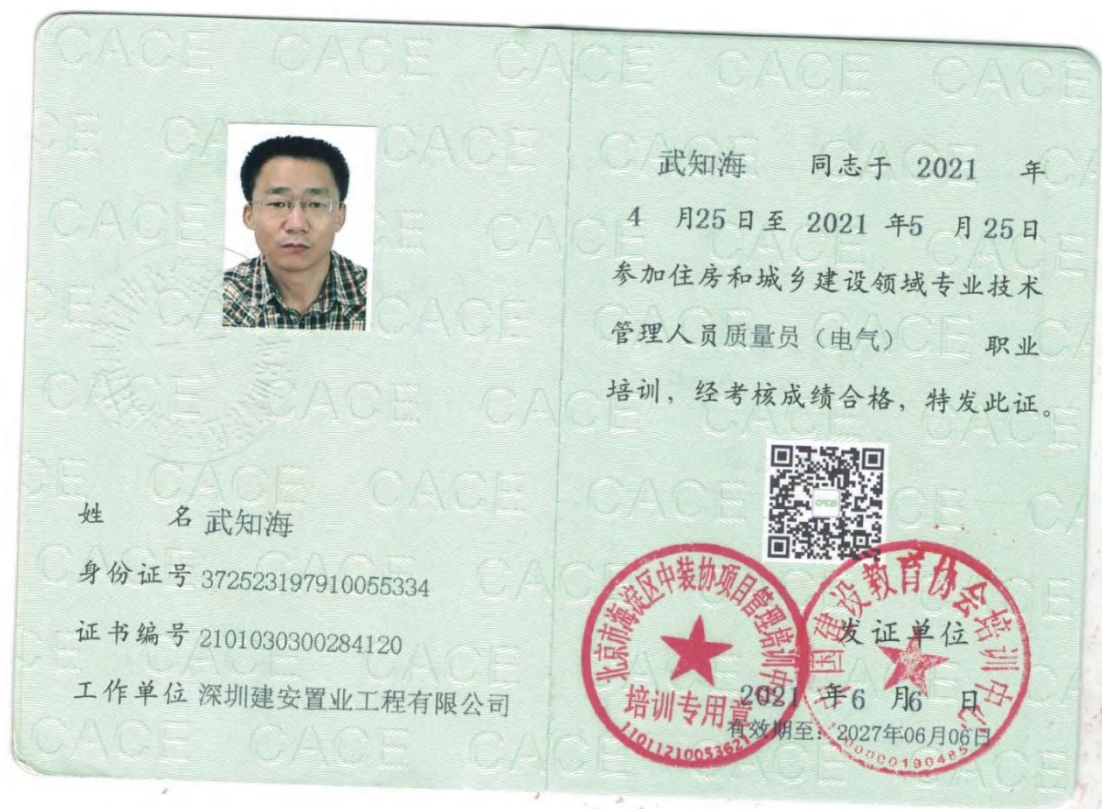 武知海 同志于 2021 年
4 月25日至 2021 年5 月25日
参加住房和城乡建设领域专业技术
管理人员质量员（电气） 职业
培训，经考核成绩合格，特发此证。
姓 名 武知海
身份证号 372523197910055334
证书编号 2101030300284120
工作单位 深圳建安置业工程有限公司
北京市海淀区中装协项目管理培训中心
培训专用章
1101121005362
中国建设教育协会培训中心
发证单位
2021 年6 月6 日
有效期至：2027年06月06日
CACE